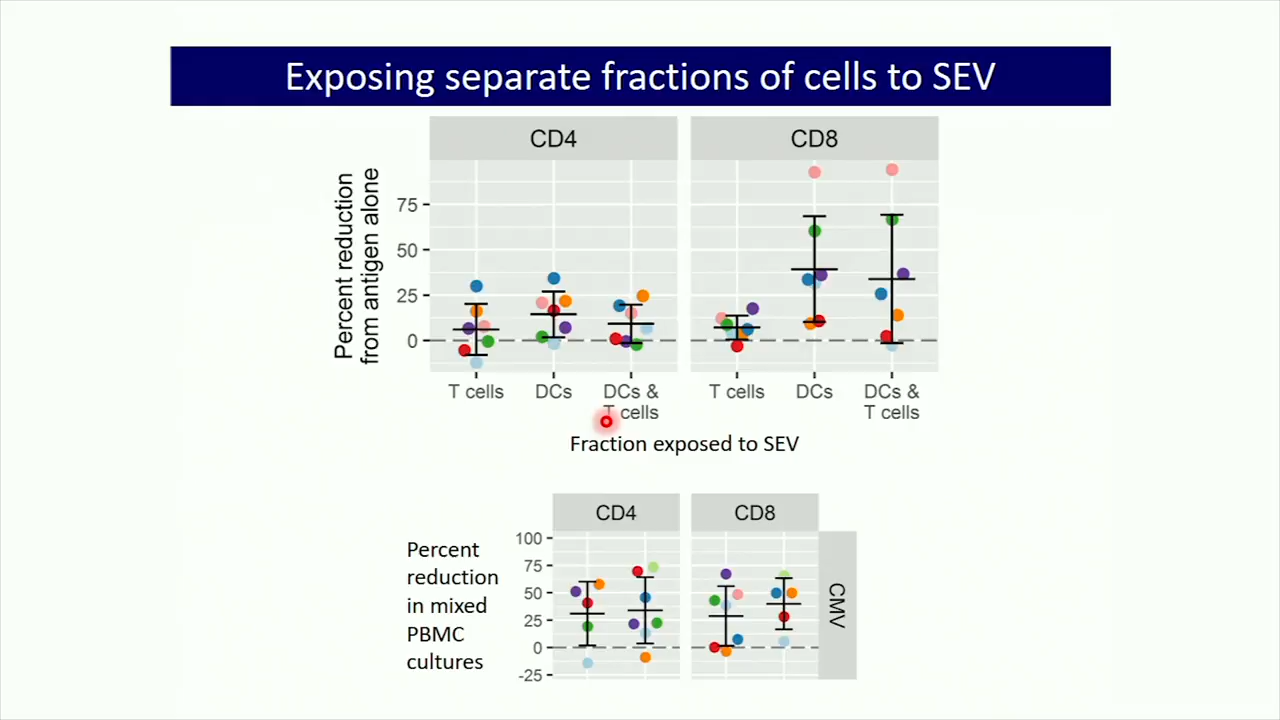 Exposing separate fractions of cells to SEV
CD4
CD8
Percent reduction
from antigen alone
75
50
25
0
T cells
DCs
DCs &
T cells
T cells
DCs
DCs &
T cells
Fraction exposed to SEV
CD4
CD8
Percent
reduction
in mixed
PBMC
cultures
100
75
50
25
0
-25
CMV